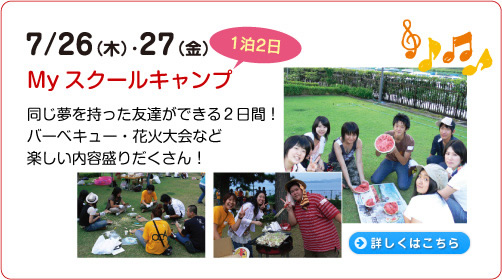 7/26（木）・27（金）
1泊2日
Myスクールキャンプ
同じ夢を持った友達ができる２日間！
バーベキュー・花火大会など
楽しい内容盛りだくさん！
詳しくはこちら